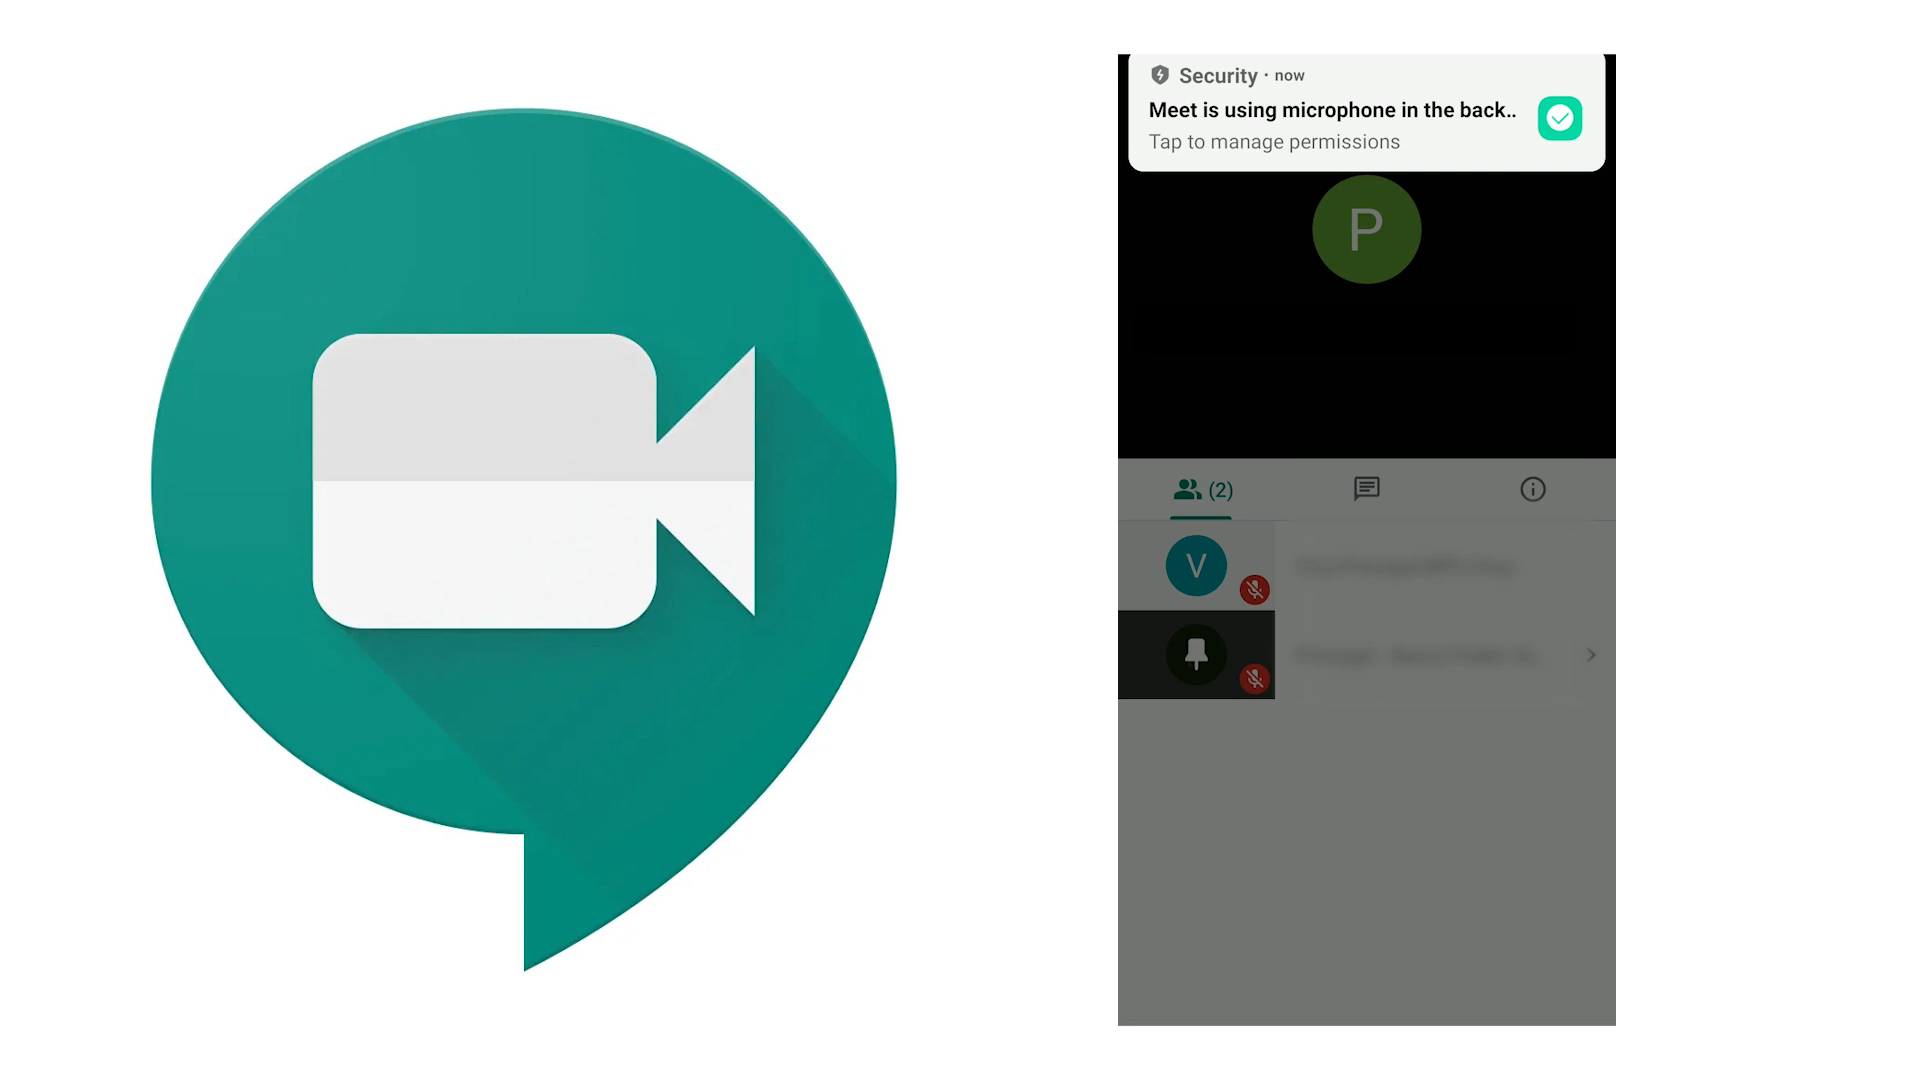 Security · now
Meet is using microphone in the back..
Tap to manage permissions
P
(2)
V